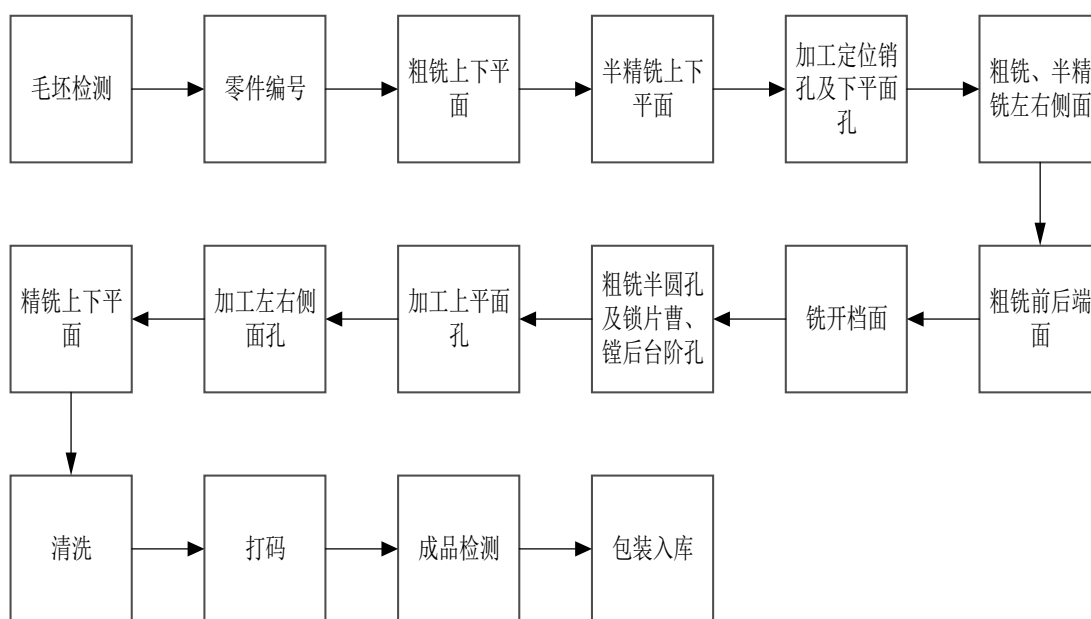 毛坯检测
零件编号
粗铣上下平
面
半精铣上下
平面
加工定位销
孔及下平面
孔
粗铣、半精
铣左右侧面
粗铣前后端
面
铣开档面
粗铣半圆孔
及锁片曹、
镗后台阶孔
加工上平面
孔
加工左右侧
面孔
精铣上下平
面
清洗
打码
成品检测
包装入库